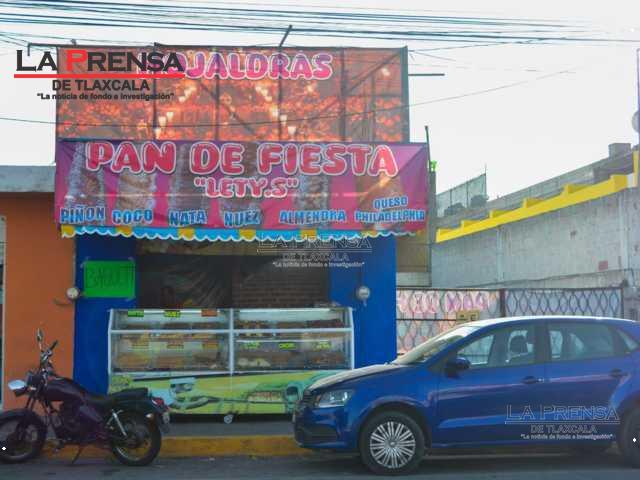 LA PRENSA
DE TLAXCALA
"La noticia de fondo e investigación"
HOJALDRAS
PAN DE FIESTA
"LETY.S"
PIÑON COCO NATA NUEZ ALMENDRA QUESO PHILADELPHIA
LA PRENSA
DE TLAXCALA
"La noticia de fondo e investigación"
BAGUETT
LA PRENSA
DE TLAXCALA
"La noticia de fondo e investigación"